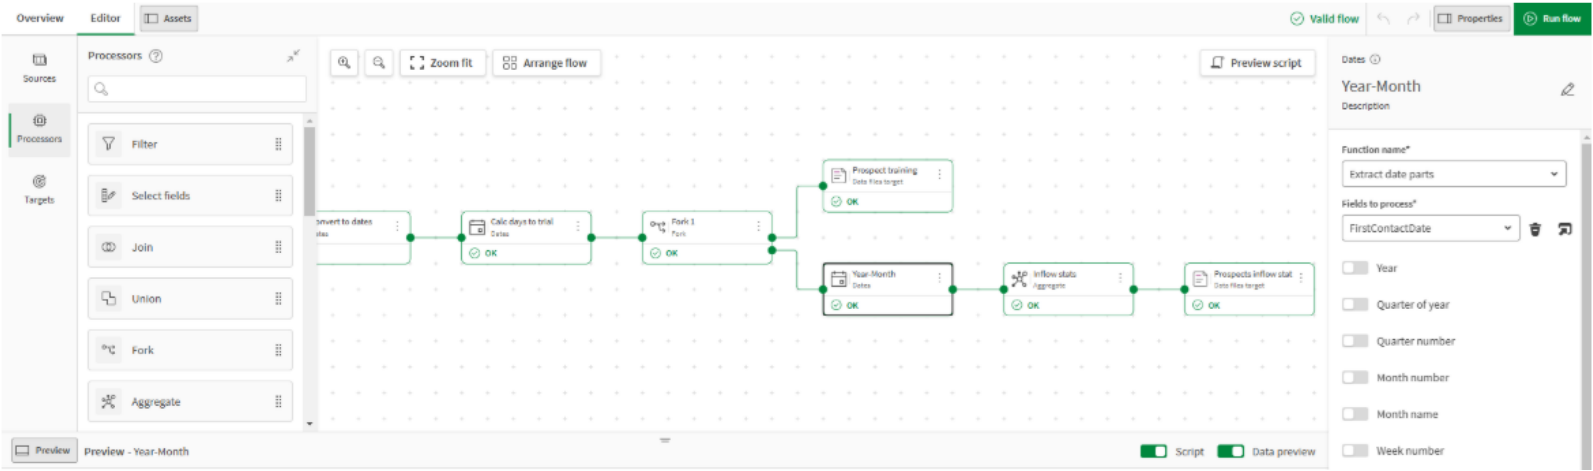 Overview
Editor
Assets
Valid flow
Properties
Run flow
Sources
Processors
Targets
Processors
Filter
Select fields
Join
Union
Fork
Aggregate
Zoom fit
Arrange flow
Preview script
onvert to dates
ates
Calc days to trial
Dates
OK
Fork 1
Fork
OK
Prospect training
Data files target
OK
Year-Month
Dates
OK
Inflow stats
Aggregate
OK
Prospects inflow stat
Data files target
OK
Dates
Year-Month
Description
Function name*
Extract date parts
Fields to process*
FirstContactDate
Year
Quarter of year
Quarter number
Month number
Month name
Week number
Preview
Preview - Year-Month
Script
Data preview